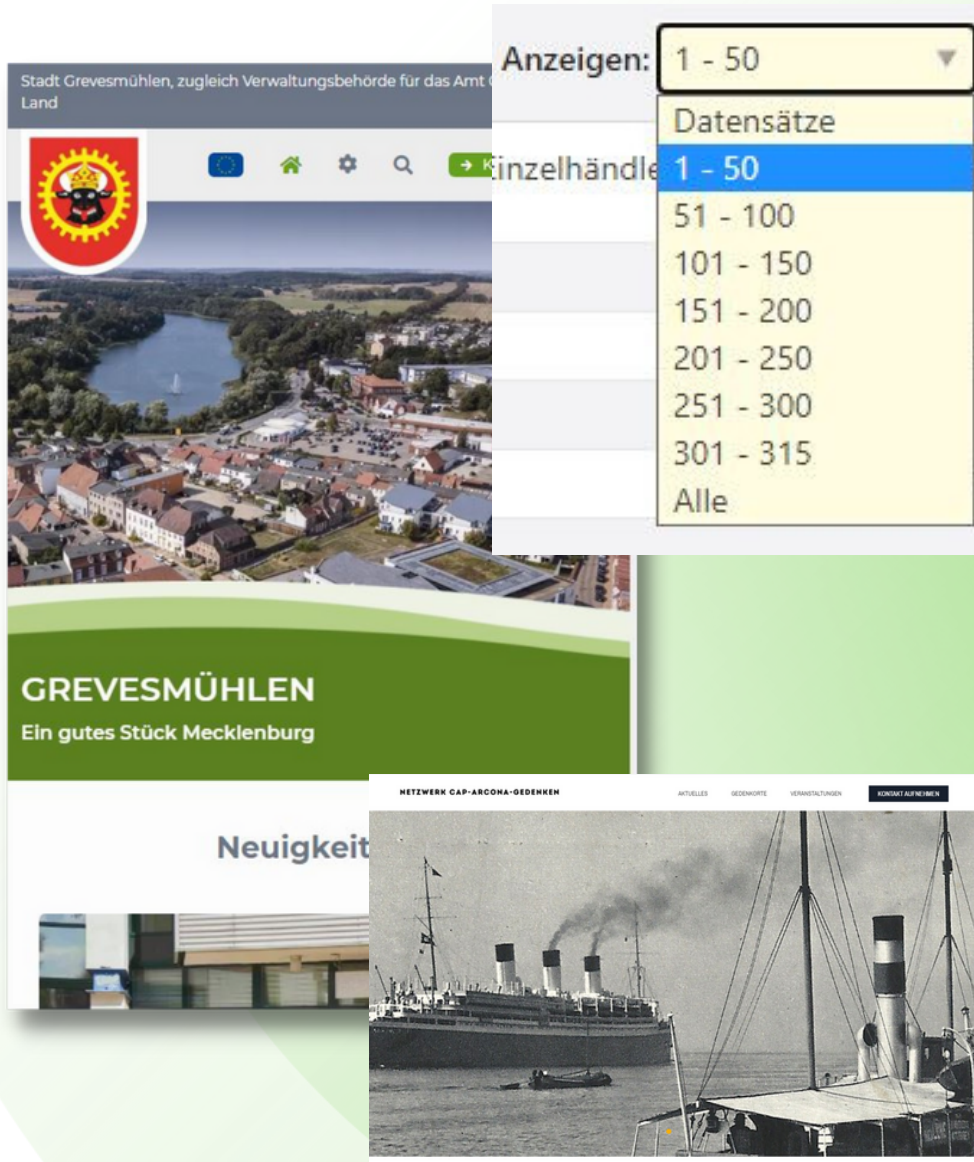 Stadt Grevesmühlen, zugleich Verwaltungsbehörde für das Amt
Land
Anzeigen: 1 - 50
Datensätze
1 - 50
51 - 100
101 - 150
151 - 200
201 - 250
251 - 300
301 - 315
Alle
GREVESMÜHLEN
Ein gutes Stück Mecklenburg
Neuigkeit
NETZWERK CAP-ARCONA-GEDENKEN
AKTUELLES
GEDENKORTE
VERANSTALTUNGEN
KONTAKT AUFNEHMEN